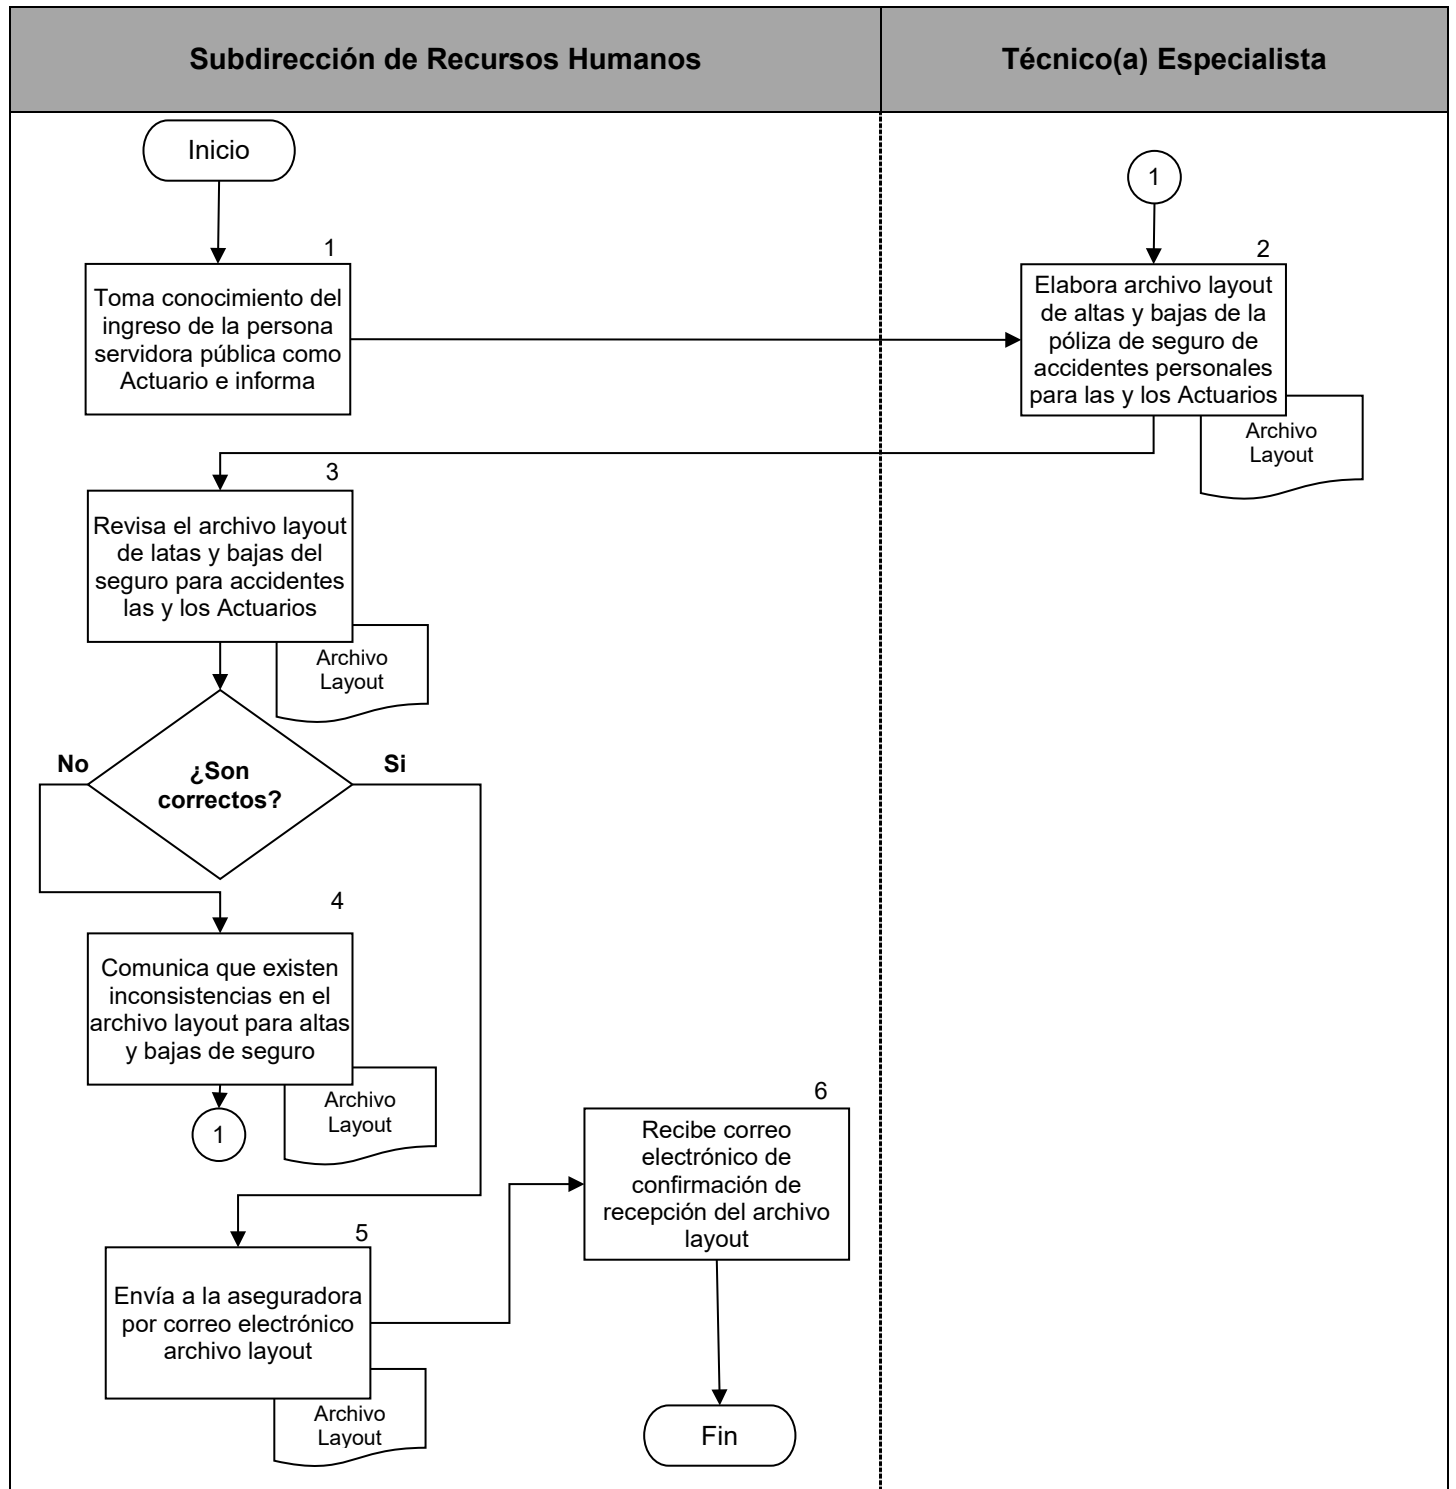 Subdirección de Recursos Humanos
Técnico(a) Especialista
Inicio
1
1
Toma conocimiento del
ingreso de la persona
servidora pública como
Actuario e informa
2
Elabora archivo layout
de altas y bajas de la
póliza de seguro de
accidentes personales
para las y los Actuarios
Archivo
Layout
3
Revisa el archivo layout
de latas y bajas del
seguro para accidentes
las y los Actuarios
Archivo
Layout
No
¿Son
correctos?
Si
4
Comunica que existen
inconsistencias en el
archivo layout para altas
y bajas de seguro
Archivo
Layout
1
5
Envía a la aseguradora
por correo electrónico
archivo layout
Archivo
Layout
6
Recibe correo
electrónico de
confirmación de
recepción del archivo
layout
Fin